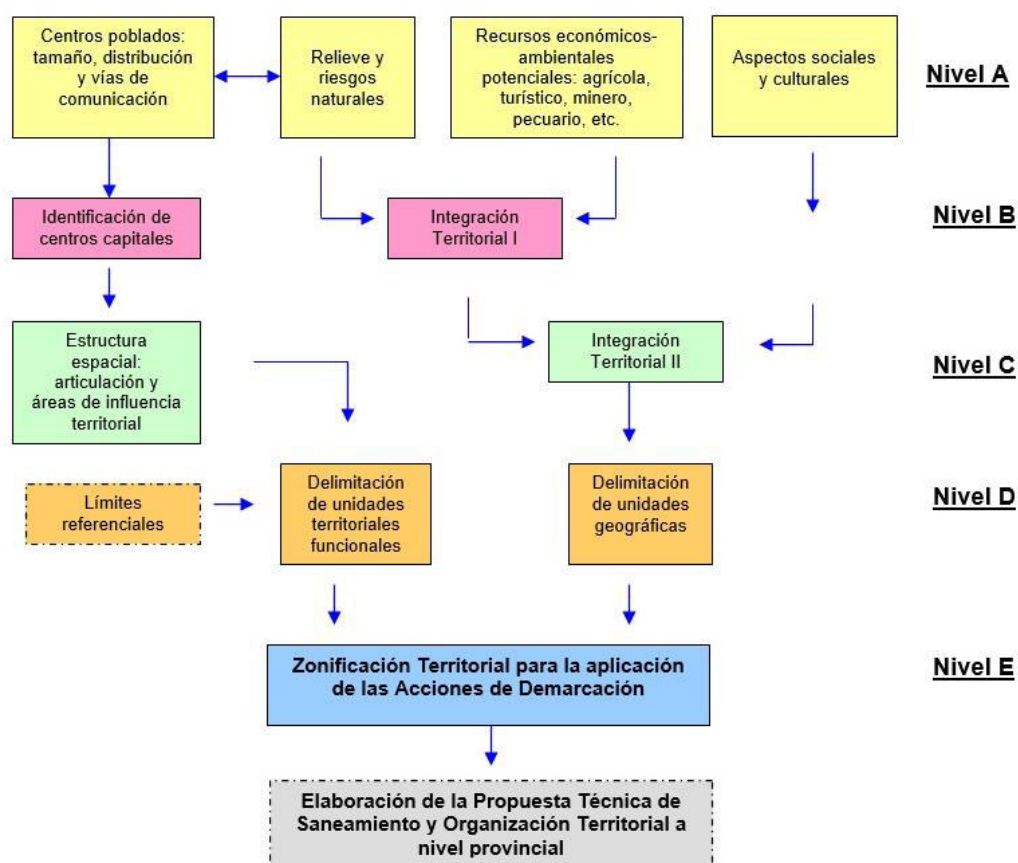 Centros poblados:
tamaño, distribución
y vías de
comunicación
Relieve y
riesgos
naturales
Recursos económicos-
ambientales
potenciales: agrícola,
turístico, minero,
pecuario, etc.
Aspectos sociales
y culturales
Nivel A
Identificación de
centros capitales
Integración
Territorial I
Nivel B
Estructura
espacial:
articulación y
áreas de influencia
territorial
Integración
Territorial II
Nivel C
Límites
referenciales
Delimitación
de unidades
territoriales
funcionales
Delimitación
de unidades
geográficas
Nivel D
Zonificación Territorial para la aplicación
de las Acciones de Demarcación
Nivel E
Elaboración de la Propuesta Técnica de
Saneamiento y Organización Territorial a
nivel provincial